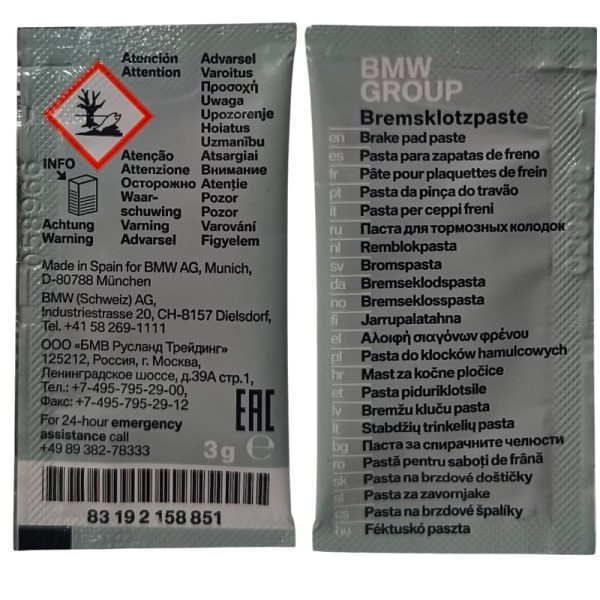 Atención
Attention
Advarsel
Varoitus
Προσοχή
Uwaga
Upozorenje
Hoiatus
Uzmanību
INFO
Achtung
Warning
Atenção
Attenzione
Осторожно
Waar-
schuwing
Varning
Advarsel
Atsargiai
Внимание
Atenție
Pozor
Pozor
Varování
Figyelem
Made in Spain for BMW AG, Munich,
D-80788 München
BMW (Schweiz) AG,
Industriestrasse 20, CH-8157 Dielsdorf,
Tel. +41 58 269-1111
ООО «БМВ Русланд Трейдинг»
125212, Россия, г. Москва,
Ленинградское шоссе, д.39А стр.1,
Тел.: +7-495-795-29-00,
Факс: +7-495-795-29-12
For 24-hour emergency
assistance call
+49 89 382-78333
EAC
3g ℮
83 19 2 158 851
BMW
GROUP
Bremsklotzpaste
en Brake pad paste
es Pasta para zapatas de freno
fr Pâte pour plaquettes de frein
pt Pasta da pinça do travão
it Pasta per ceppi freni
ru Паста для тормозных колодок
nl Remblokpasta
sv Bromspasta
da Bremseklodspasta
no Bremseklosspasta
fi Jarrupalatahna
el Αλοιφή σιαγόνων φρένου
pl Pasta do klocków hamulcowych
hr Mast za kočne pločice
et Pasta piduriklotsile
lv Bremžu kluču pasta
lt Stabdžių trinkelių pasta
bg Паста за спирачните челюсти
ro Pastă pentru saboți de frână
sk Pasta na brzdové doštičky
sl Pasta za zavornjake
cs Pasta na brzdové špalíky
hu Féktuskó paszta